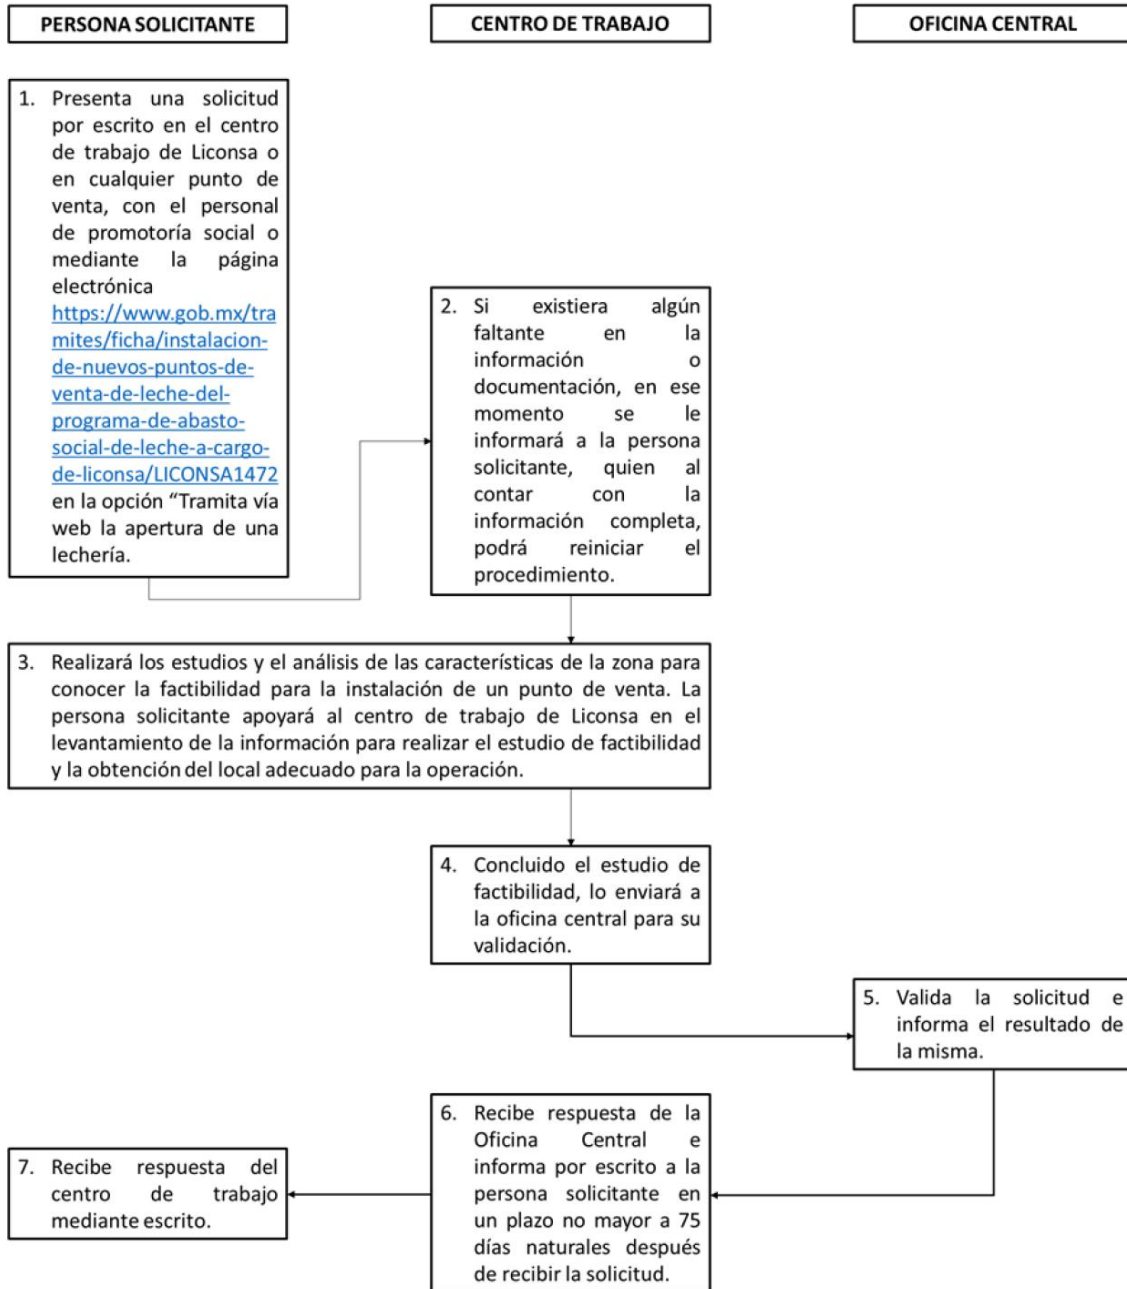 PERSONA SOLICITANTE
CENTRO DE TRABAJO
OFICINA CENTRAL
1. Presenta una solicitud
por escrito en el centro
de trabajo de Liconsa o
en cualquier punto de
venta, con el personal
de promotoría social o
mediante la página
electrónica
https://www.gob.mx/tra
mites/ficha/instalacion-
de-nuevos-puntos-de-
venta-de-leche-del-
programa-de-abasto-
social-de-leche-a-cargo-
de-liconsa/LICONSA1472
en la opción “Tramita vía
web la apertura de una
lechería.
2. Si existiera algún
faltante en la
información o
documentación, en ese
momento se le
informará a la persona
solicitante, quien al
contar con la
información completa,
podrá reiniciar el
procedimiento.
3. Realizará los estudios y el análisis de las características de la zona para
conocer la factibilidad para la instalación de un punto de venta. La
persona solicitante apoyará al centro de trabajo de Liconsa en el
levantamiento de la información para realizar el estudio de factibilidad
y la obtención del local adecuado para la operación.
4. Concluido el estudio de
factibilidad, lo enviará a
la oficina central para su
validación.
5. Valida la solicitud e
informa el resultado de
la misma.
6. Recibe respuesta de la
Oficina Central e
informa por escrito a la
persona solicitante en
un plazo no mayor a 75
días naturales después
de recibir la solicitud.
7. Recibe respuesta del
centro de trabajo
mediante escrito.